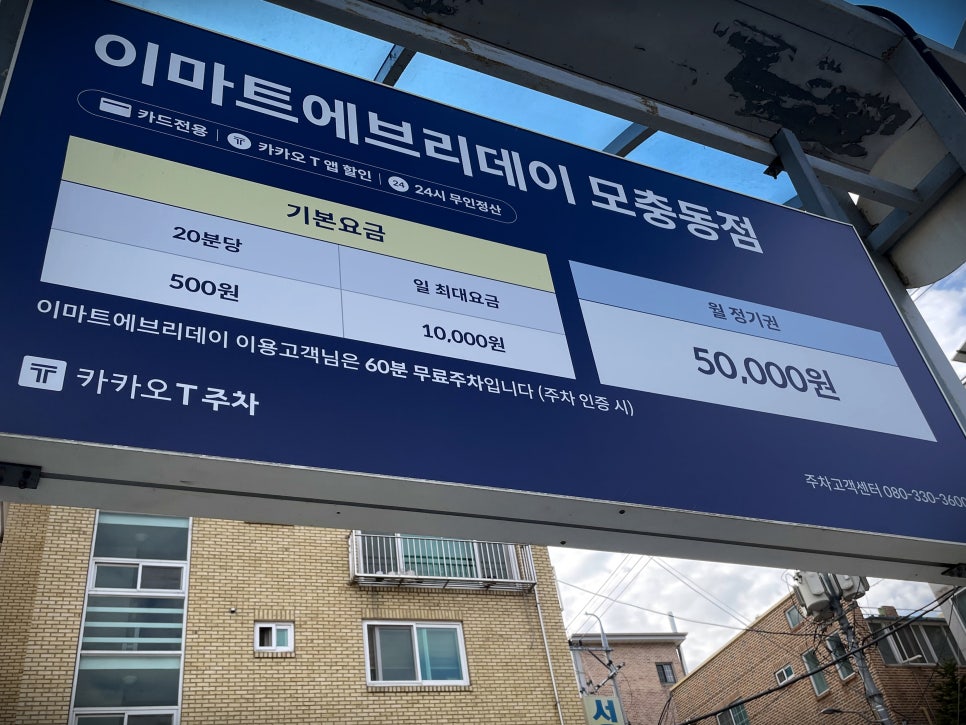 이마트에브리데이 모충동점
카드전용 | 카카오 T 앱 할인 | 24 24시 무인정산
기본요금
20분당
일 최대요금
500원
10,000원
월 정기권
50,000원
이마트에브리데이 이용고객님은 60분 무료주차입니다 (주차 인증 시)
T 카카오 T 주차
주차고객센터 080-330-3600
서